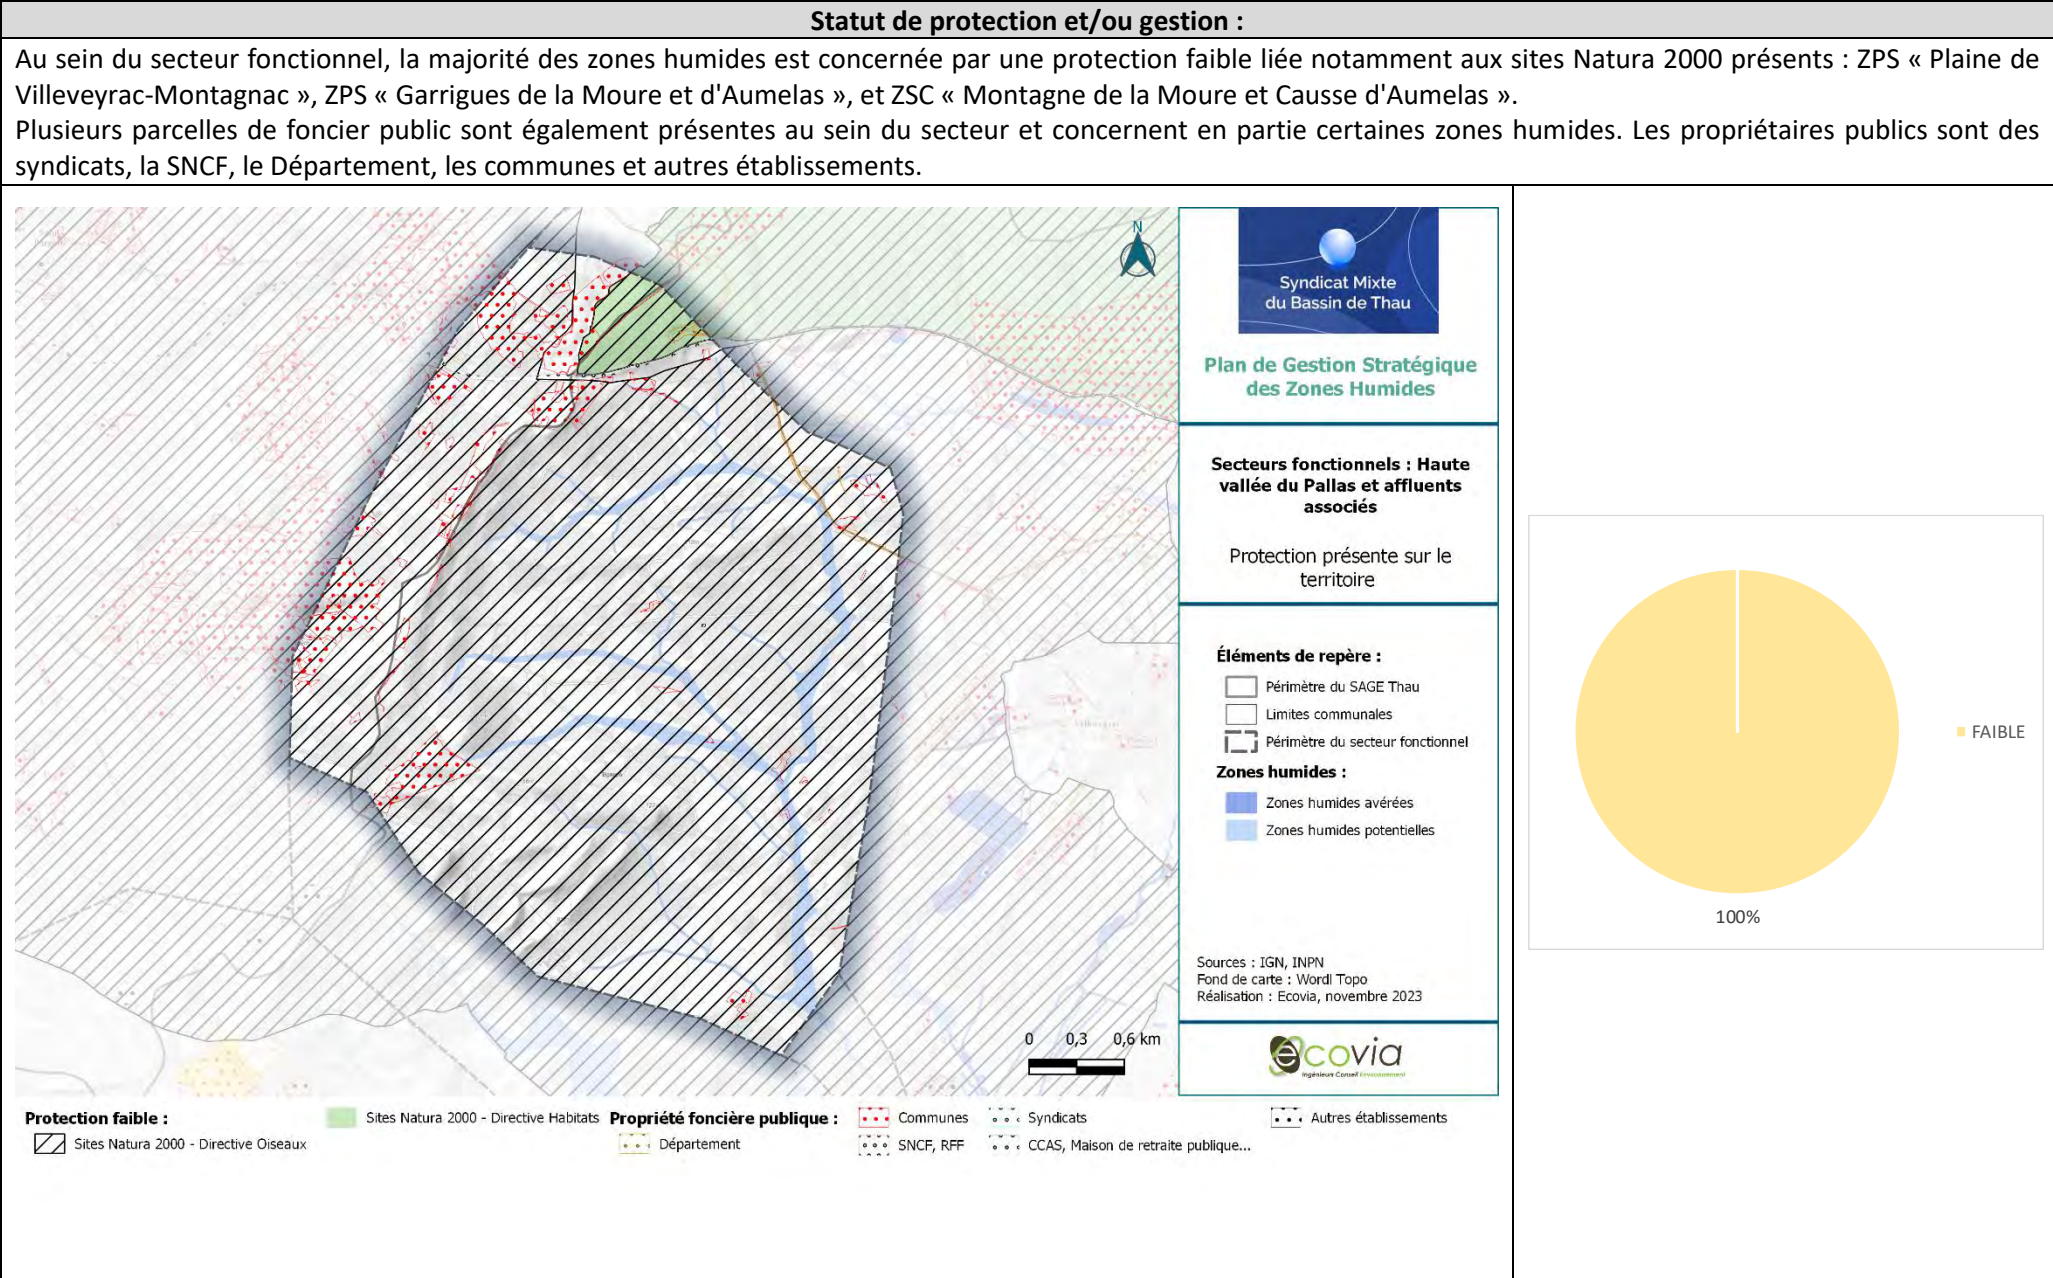 Statut de protection et/ou gestion :
Au sein du secteur fonctionnel, la majorité des zones humides est concernée par une protection faible liée notamment aux sites Natura 2000 présents : ZPS « Plaine de
Villeveyrac-Montagnac », ZPS « Garrigues de la Moure et d'Aumelas », et ZSC « Montagne de la Moure et Causse d'Aumelas ».
Plusieurs parcelles de foncier public sont également présentes au sein du secteur et concernent en partie certaines zones humides. Les propriétaires publics sont des
syndicats, la SNCF, le Département, les communes et autres établissements.
N
Syndicat Mixte
du Bassin de Thau
Plan de Gestion Stratégique
des Zones Humides
Secteurs fonctionnels : Haute
vallée du Pallas et affluents
associés
Protection présente sur le
territoire
Éléments de repère :
Périmètre du SAGE Thau
Limites communales
Périmètre du secteur fonctionnel
Zones humides :
Zones humides avérées
Zones humides potentielles
Sources : IGN, INPN
Fond de carte : Wordl Topo
Réalisation : Ecovia, novembre 2023
0 0,3 0,6 km
ecovia
Ingénieurs Conseil Environnement
FAIBLE
100%
Protection faible :
Sites Natura 2000 - Directive Oiseaux
Sites Natura 2000 - Directive Habitats
Propriété foncière publique :
Département
Communes
SNCF, RFF
Syndicats
CCAS, Maison de retraite publique...
Autres établissements